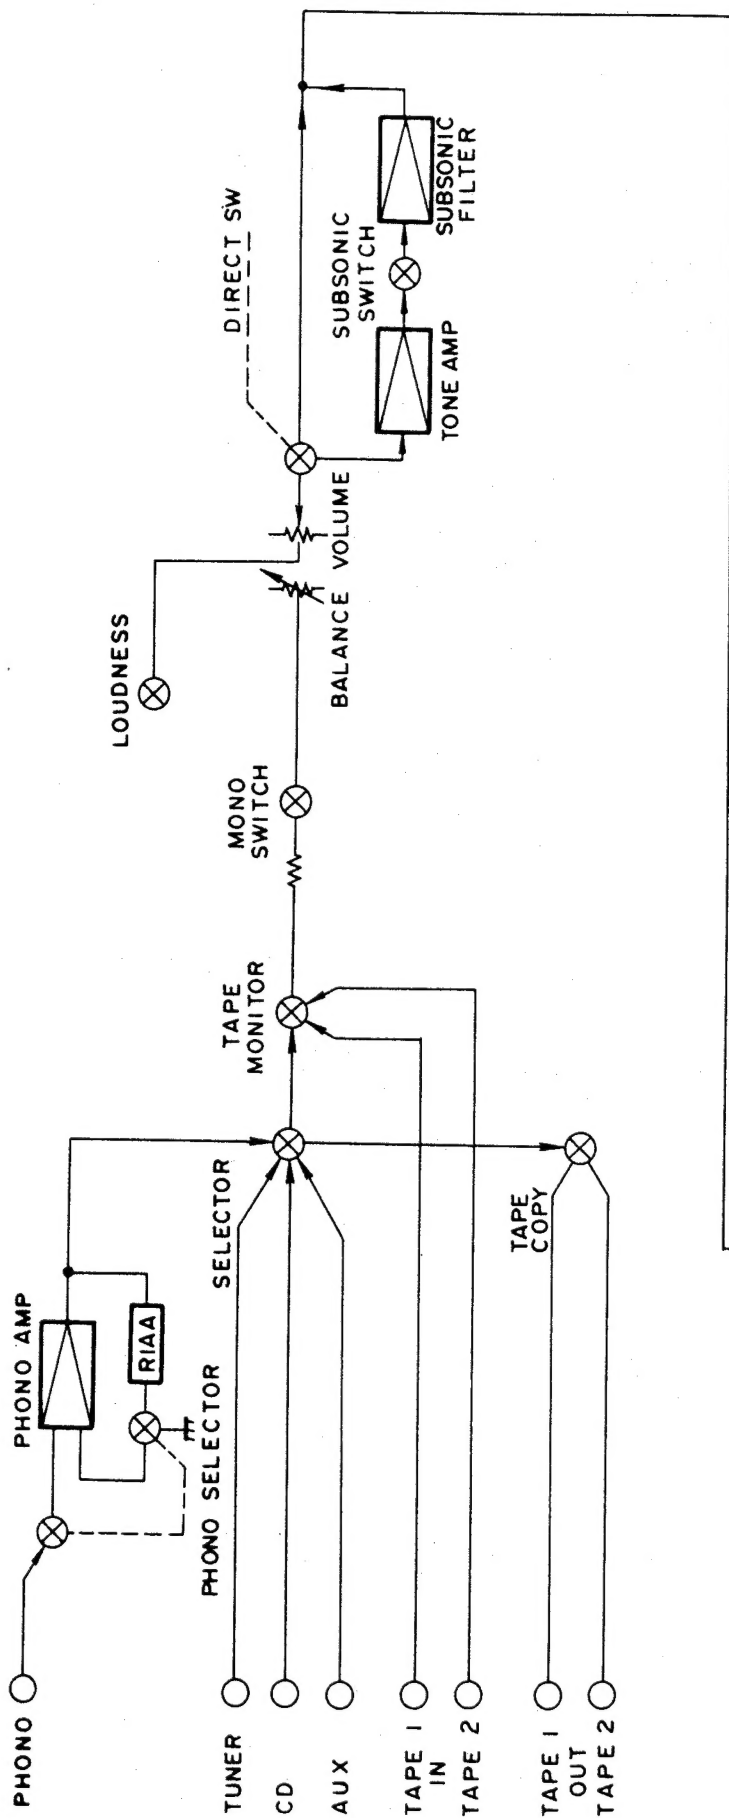 PHONO
PHONO AMP
RIAA
PHONO SELECTOR
TUNER
CD
AUX
TAPE 1
IN
TAPE 2
TAPE 1
OUT
TAPE 2
SELECTOR
TAPE
COPY
TAPE
MONITOR
MONO
SWITCH
LOUDNESS
BALANCE
VOLUME
DIRECT SW
TONE AMP
SUBSONIC
SWITCH
SUBSONIC
FILTER